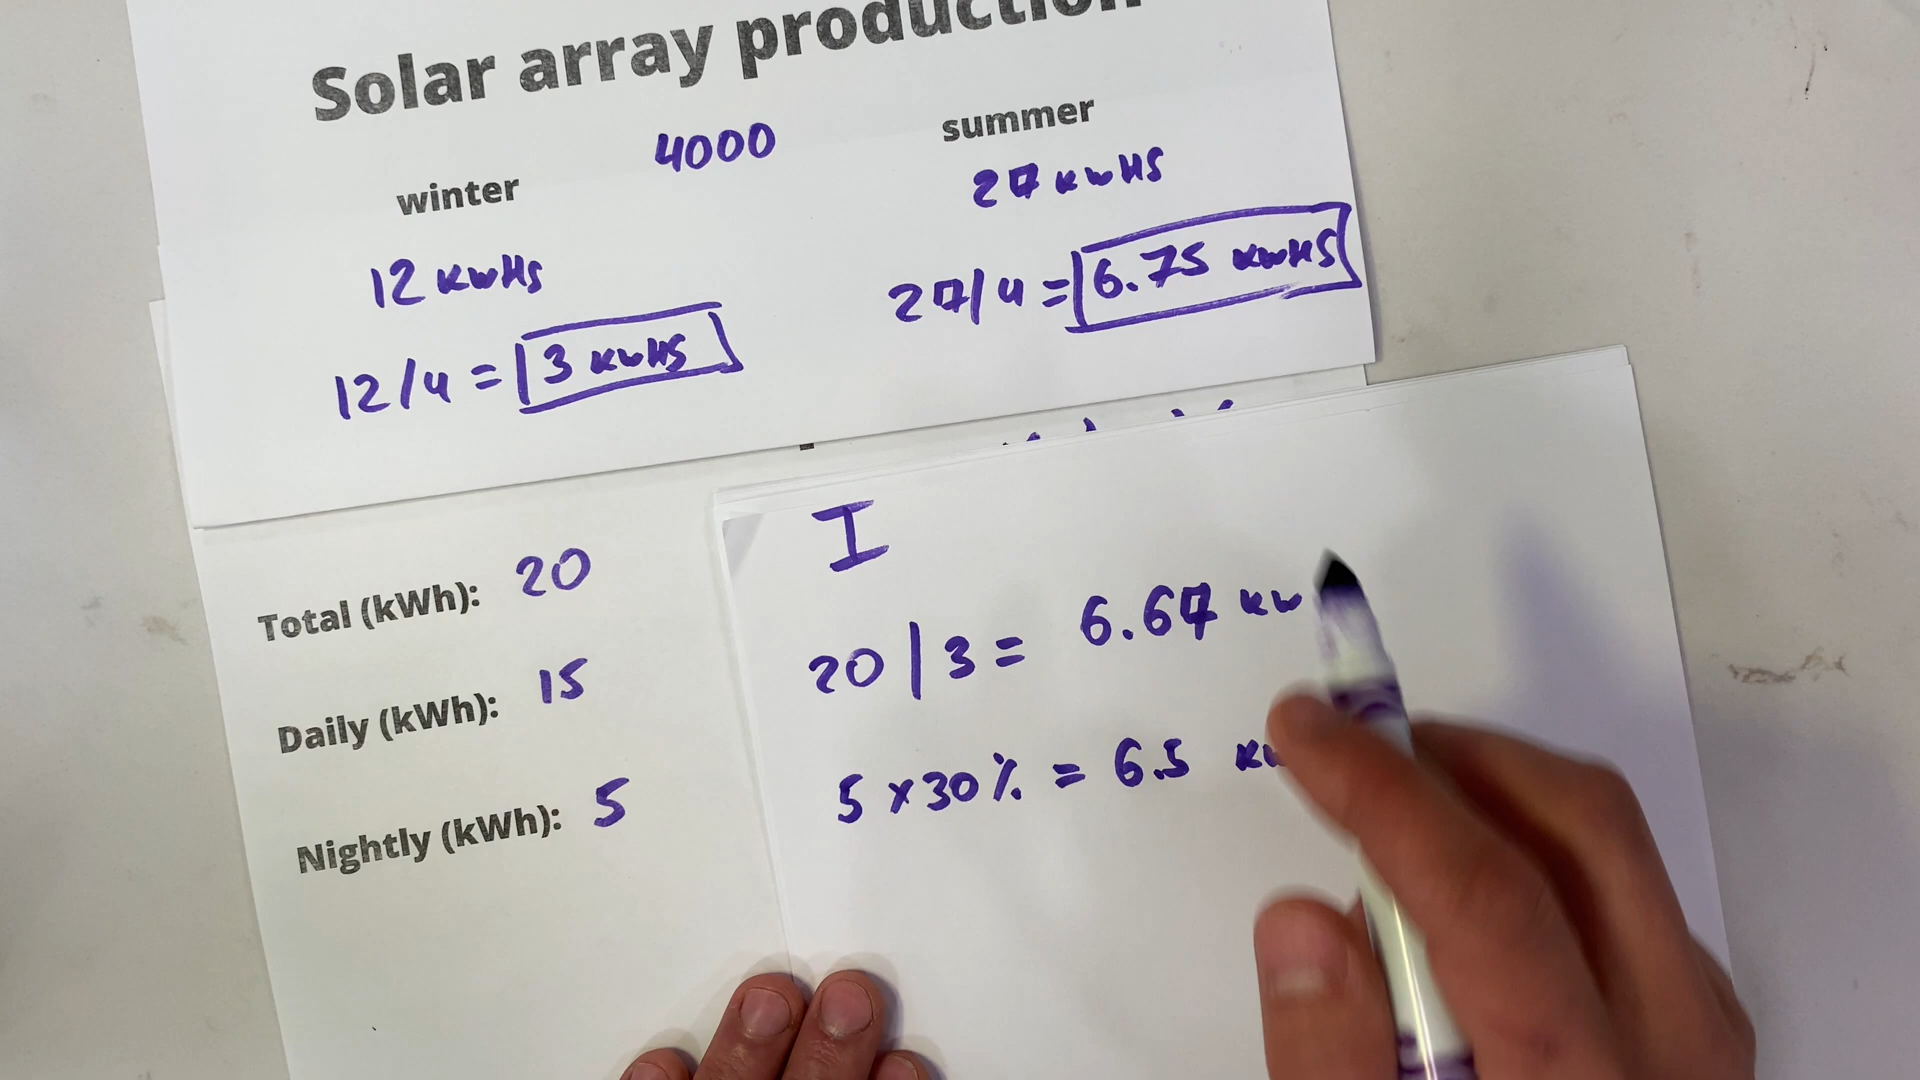 Solar array production
4000
winter
summer
12 KWHS
27 KWHS
12/4 = 3 KWHS
27/4 = 6.75 KWHS
Total (kWh): 20
Daily (kWh): 15
Nightly (kWh): 5
I
20/3 = 6.67 KW
5 x 30% = 6.5